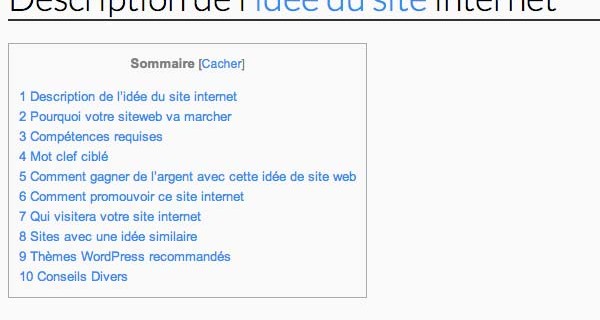 Description de l'idée du site internet
Sommaire [Cacher]
1 Description de l'idée du site internet
2 Pourquoi votre siteweb va marcher
3 Compétences requises
4 Mot clef ciblé
5 Comment gagner de l'argent avec cette idée de site web
6 Comment promouvoir ce site internet
7 Qui visitera votre site internet
8 Sites avec une idée similaire
9 Thèmes WordPress recommandés
10 Conseils Divers